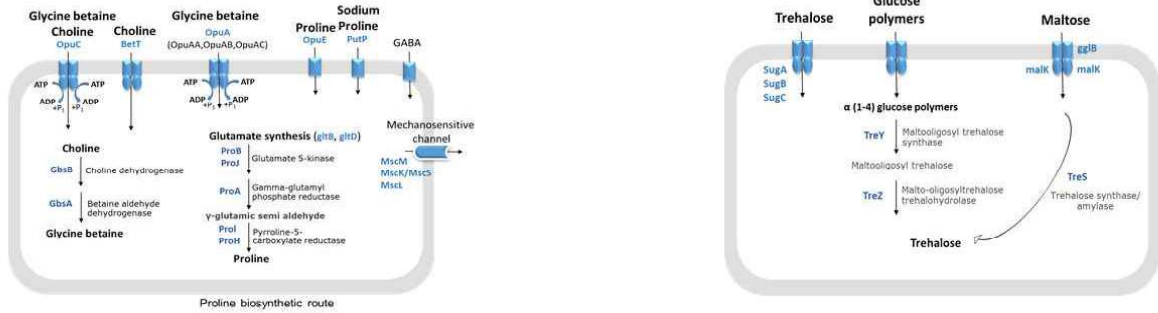 Glycine betaine
Choline
OpuC
Choline
BetT
Glycine betaine
OpuA
(OpuAA,OpuAB,OpuAC)
Proline
OpuE
Sodium
Proline
PutP
GABA
ATP
ATP
ADP
+Pi
ADP
+Pi
ATP
ATP
ADP
+Pi
ADP
+Pi
Choline
GbsB
Choline dehydrogenase
GbsA
Betaine aldehyde
dehydrogenase
Glycine betaine
Glutamate synthesis (gltB, gltD)
ProB
ProJ
Glutamate 5-kinase
ProA
Gamma-glutamyl
phosphate reductase
γ-glutamic semi aldehyde
ProI
ProH
Pyrroline-5-
carboxylate reductase
Proline
Mechanosensitive
channel
MscM
MscK/MscS
MscL
Proline biosynthetic route
Trehalose
SugA
SugB
SugC
Glucose
polymers
Maltose
gglB
malK
malK
α (1-4) glucose polymers
TreY
Maltooligosyl trehalose
synthase
Maltooligosyl trehalose
TreZ
Malto-oligosyltrehalose
trehalohydrolase
TreS
Trehalose synthase/
amylase
Trehalose